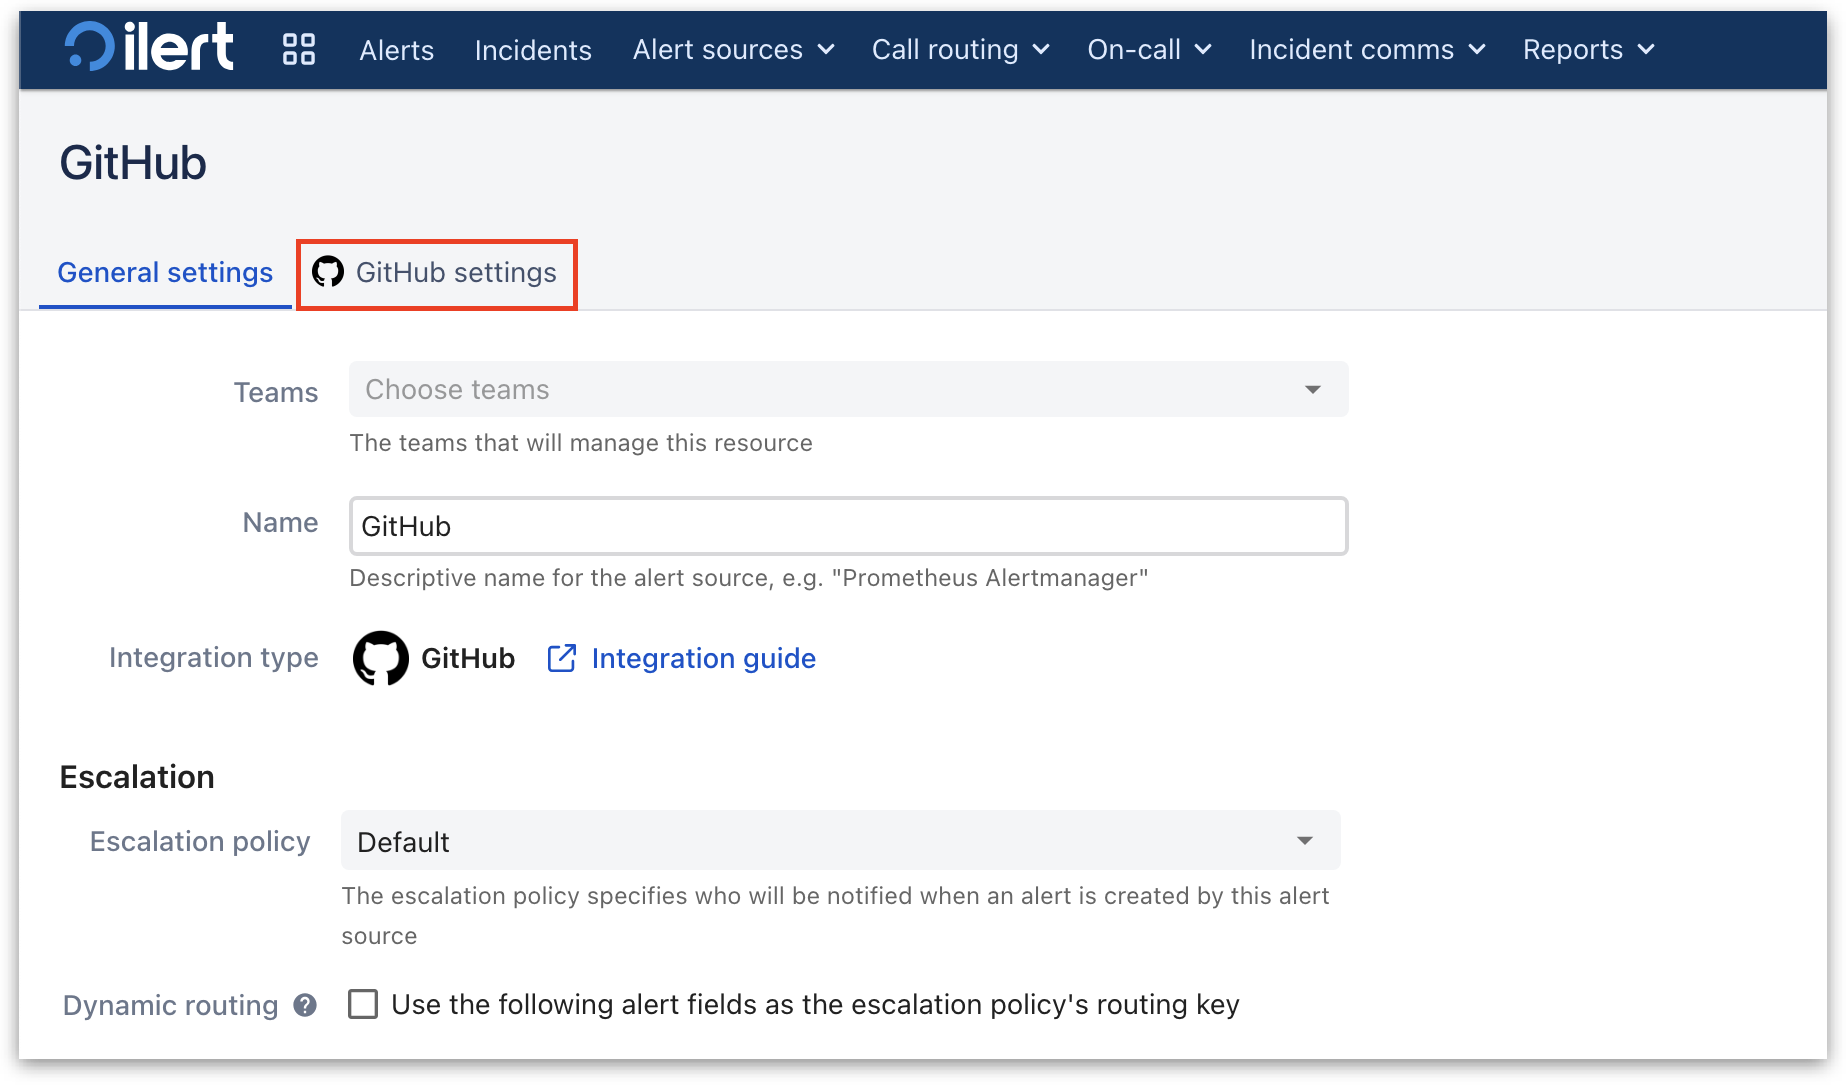 ilert Alerts Incidents Alert sources Call routing On-call Incident comms Reports
GitHub
General settings GitHub settings
Teams Choose teams
The teams that will manage this resource
Name GitHub
Descriptive name for the alert source, e.g. "Prometheus Alertmanager"
Integration type GitHub Integration guide
Escalation
Escalation policy Default
The escalation policy specifies who will be notified when an alert is created by this alert
source
Dynamic routing ? Use the following alert fields as the escalation policy's routing key